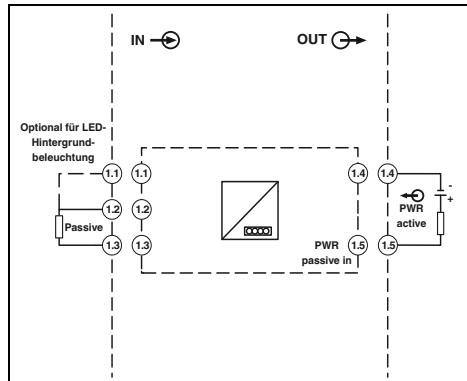 IN
OUT
Optional für LED-
Hintergrund-
beleuchtung
1.1
1.1
1.4
1.4
-
+
1.2
1.2
Passive
PWR
active
1.3
1.3
PWR
passive in
1.5
1.5